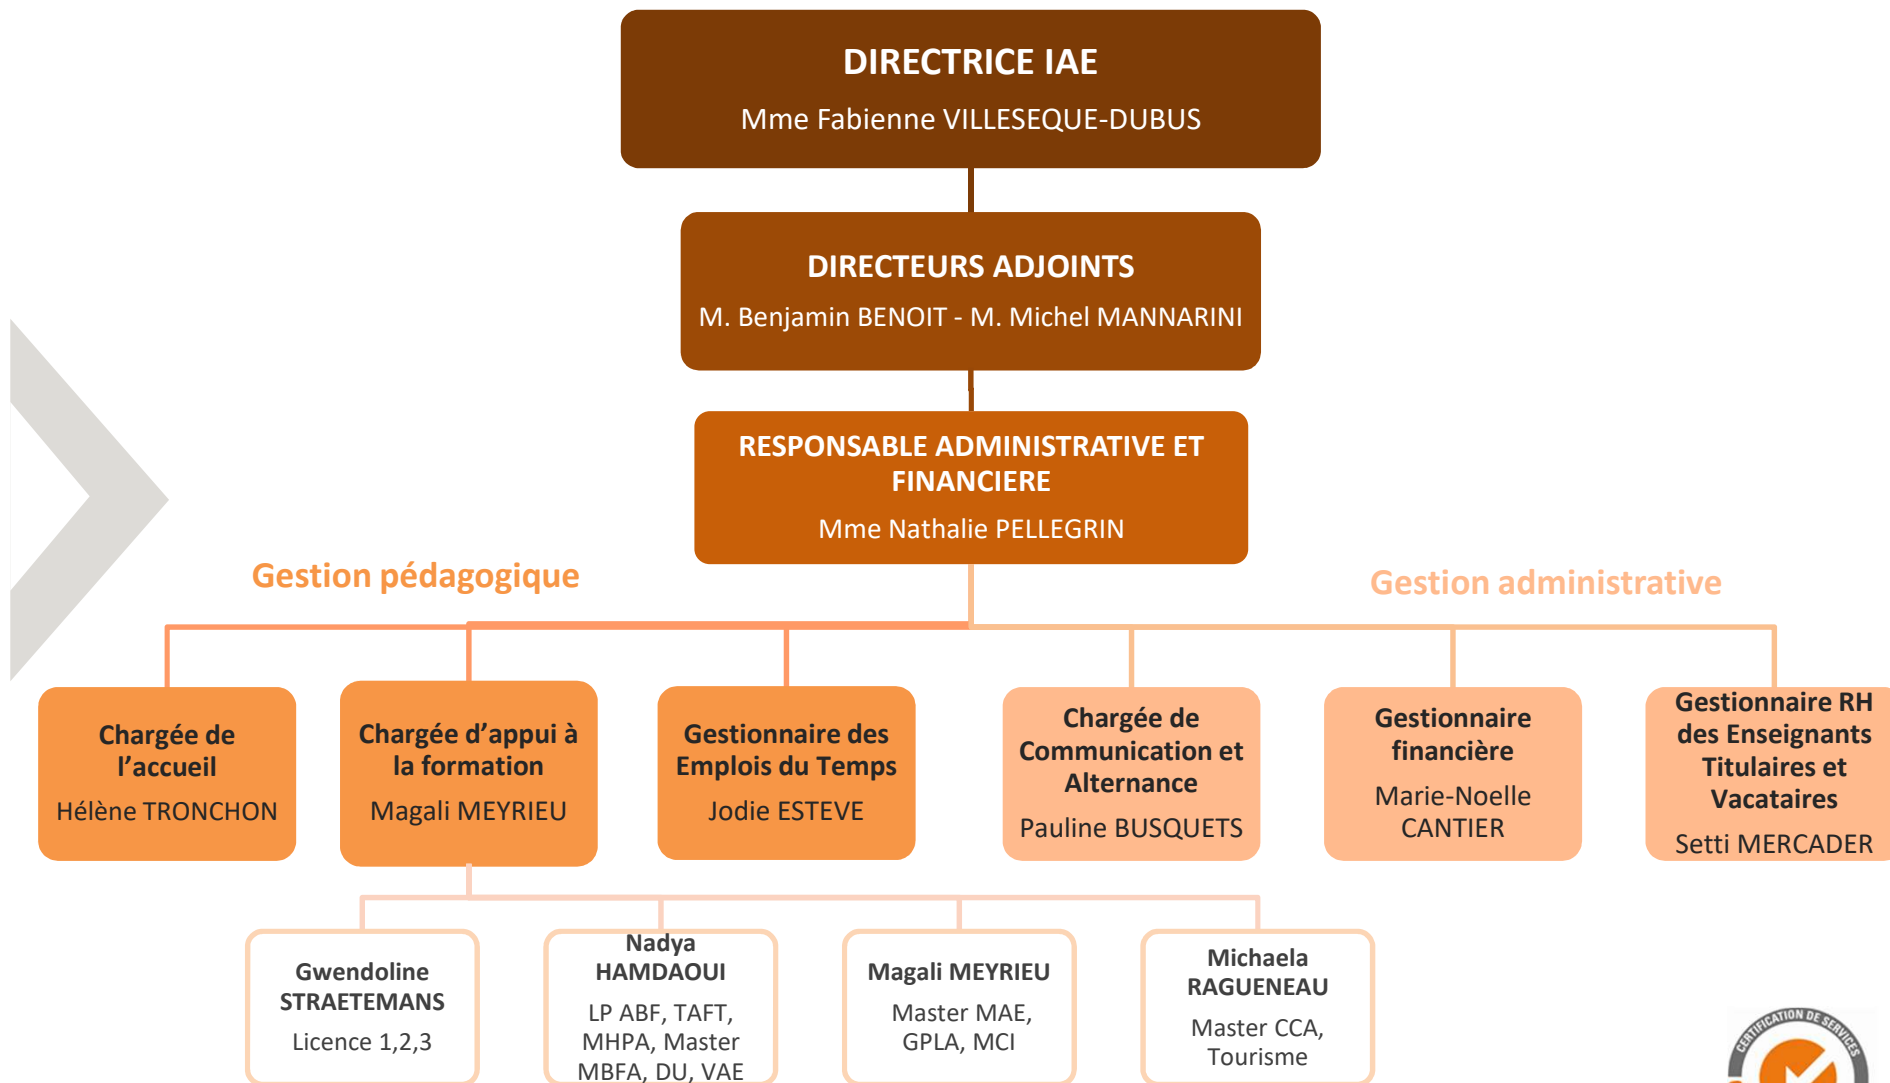 DIRECTRICE IAE
Mme Fabienne VILLESEQUE-DUBUS
DIRECTEURS ADJOINTS
M. Benjamin BENOIT - M. Michel MANNARINI
RESPONSABLE ADMINISTRATIVE ET
FINANCIERE
Mme Nathalie PELLEGRIN
Gestion pédagogique
Gestion administrative
Chargée de
l’accueil
Hélène TRONCHON
Chargée d’appui à
la formation
Magali MEYRIEU
Gestionnaire des
Emplois du Temps
Jodie ESTEVE
Chargée de
Communication et
Alternance
Pauline BUSQUETS
Gestionnaire
financière
Marie-Noelle
CANTIER
Gestionnaire RH
des Enseignants
Titulaires et
Vacataires
Setti MERCADER
Gwendoline
STRAETEMANS
Licence 1,2,3
Nadya
HAMDAOUI
LP ABF, TAFT,
MHPA, Master
MBFA, DU, VAE
Magali MEYRIEU
Master MAE,
GPLA, MCI
Michaela
RAGUENEAU
Master CCA,
Tourisme
CERTIFICATION DE SERVICES